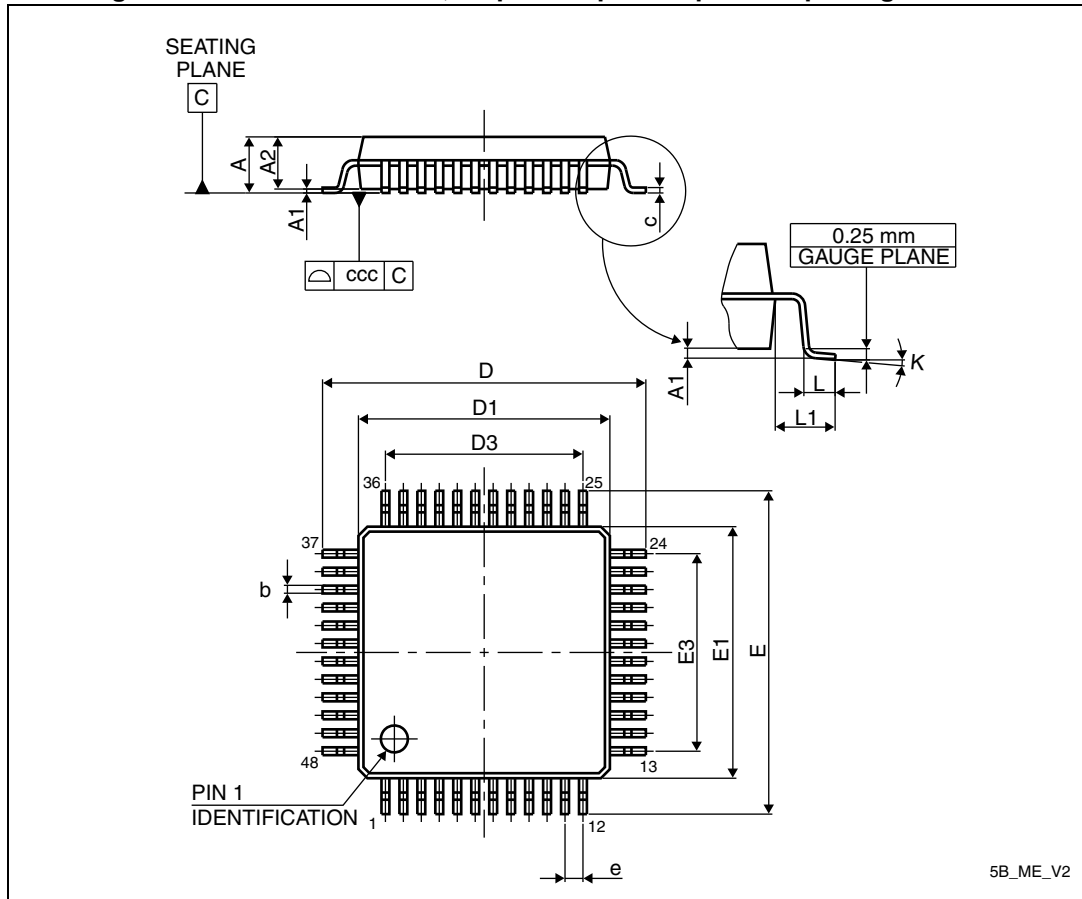 SEATING
PLANE
C
A
A2
A1
c
ccc C
0.25 mm
GAUGE PLANE
A1
K
L
L1
D
D1
D3
36
25
37
24
b
E3
E1
E
48
13
PIN 1
IDENTIFICATION
1
12
e
5B_ME_V2